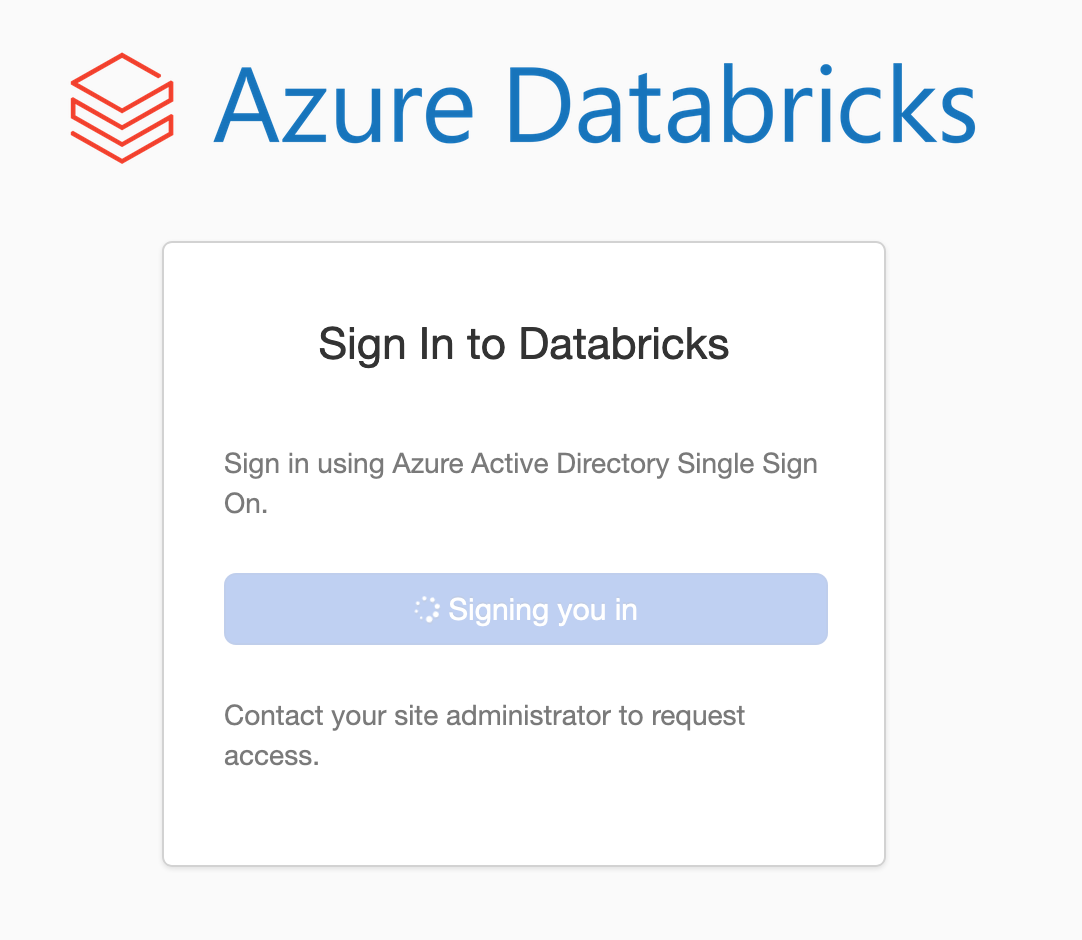 Azure Databricks
Sign In to Databricks
Sign in using Azure Active Directory Single Sign
On.
Signing you in
Contact your site administrator to request
access.